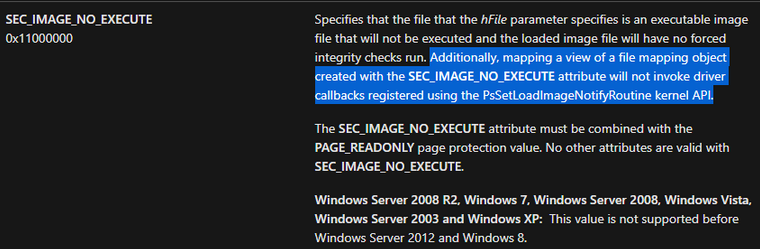 SEC_IMAGE_NO_EXECUTE
0x11000000
Specifies that the file that the hFile parameter specifies is an executable image
file that will not be executed and the loaded image file will have no forced
integrity checks run. Additionally, mapping a view of a file mapping object
created with the SEC_IMAGE_NO_EXECUTE attribute will not invoke driver
callbacks registered using the PsSetLoadImageNotifyRoutine kernel API.
The SEC_IMAGE_NO_EXECUTE attribute must be combined with the
PAGE_READONLY page protection value. No other attributes are valid with
SEC_IMAGE_NO_EXECUTE.
Windows Server 2008 R2, Windows 7, Windows Server 2008, Windows Vista,
Windows Server 2003 and Windows XP: This value is not supported before
Windows Server 2012 and Windows 8.